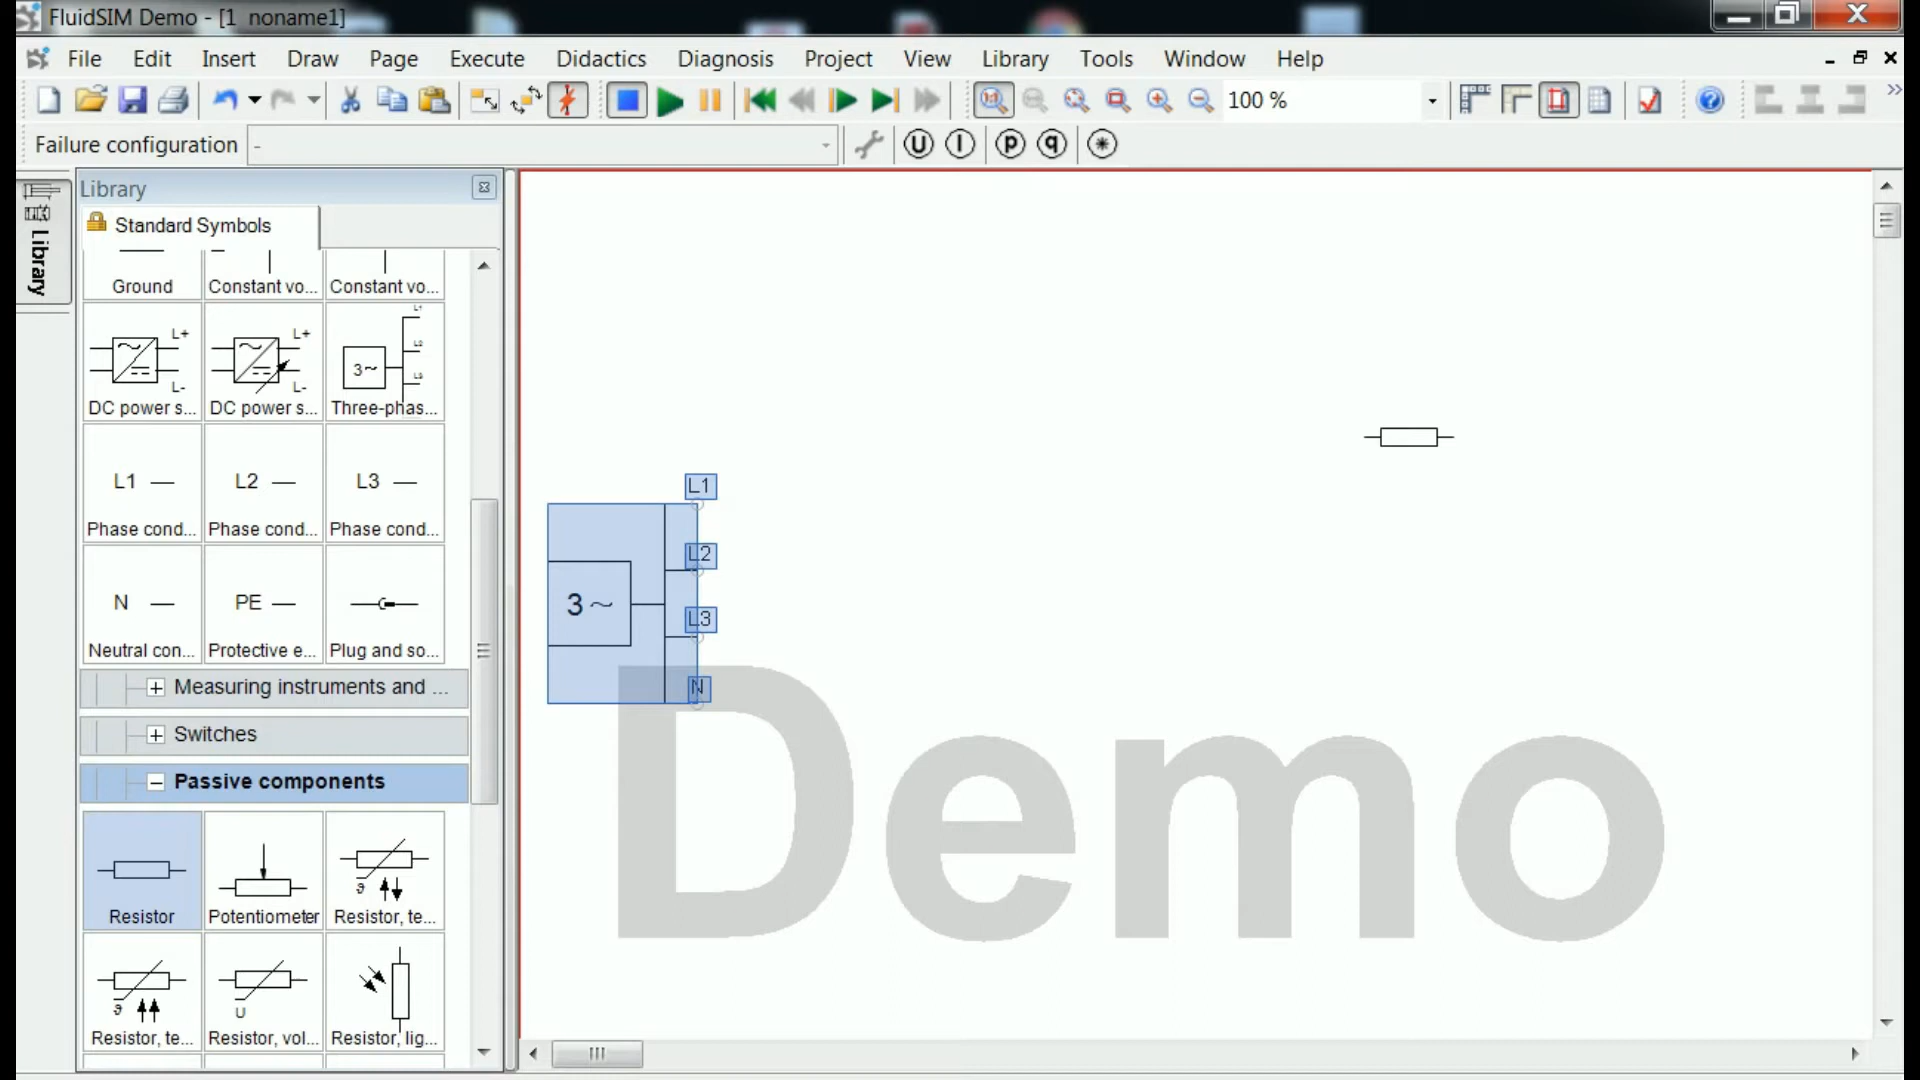 FluidSIM Demo - [1 noname1]
File Edit Insert Draw Page Execute Didactics Diagnosis Project View Library Tools Window Help
100 %
Failure configuration -
U I p q
Library
Library
Standard Symbols
Ground Constant vo... Constant vo...
L+ L+ L1
L2
3~
L- L- L3
DC power s... DC power s... Three-phas...
L1 L2 L3
Phase cond... Phase cond... Phase cond...
N PE
Neutral con... Protective e... Plug and so...
Measuring instruments and ...
Switches
Passive components
Resistor Potentiometer Resistor, te...
U
Resistor, te... Resistor, vol... Resistor, lig...
L1
L2
3~
L3
N
Demo